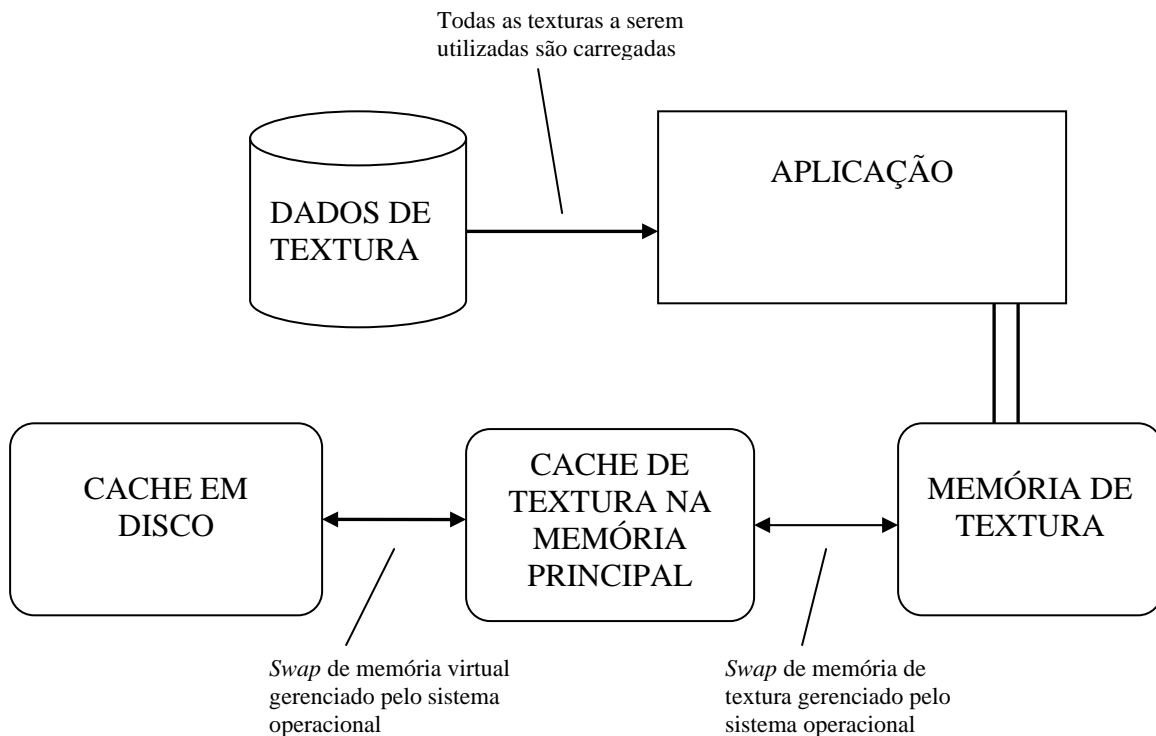 Todas as texturas a serem
utilizadas são carregadas
DADOS DE
TEXTURA
APLICAÇÃO
CACHE EM
DISCO
CACHE DE
TEXTURA NA
MEMÓRIA
PRINCIPAL
MEMÓRIA DE
TEXTURA
Swap de memória virtual
gerenciado pelo sistema
operacional
Swap de memória de
textura gerenciado pelo
sistema operacional